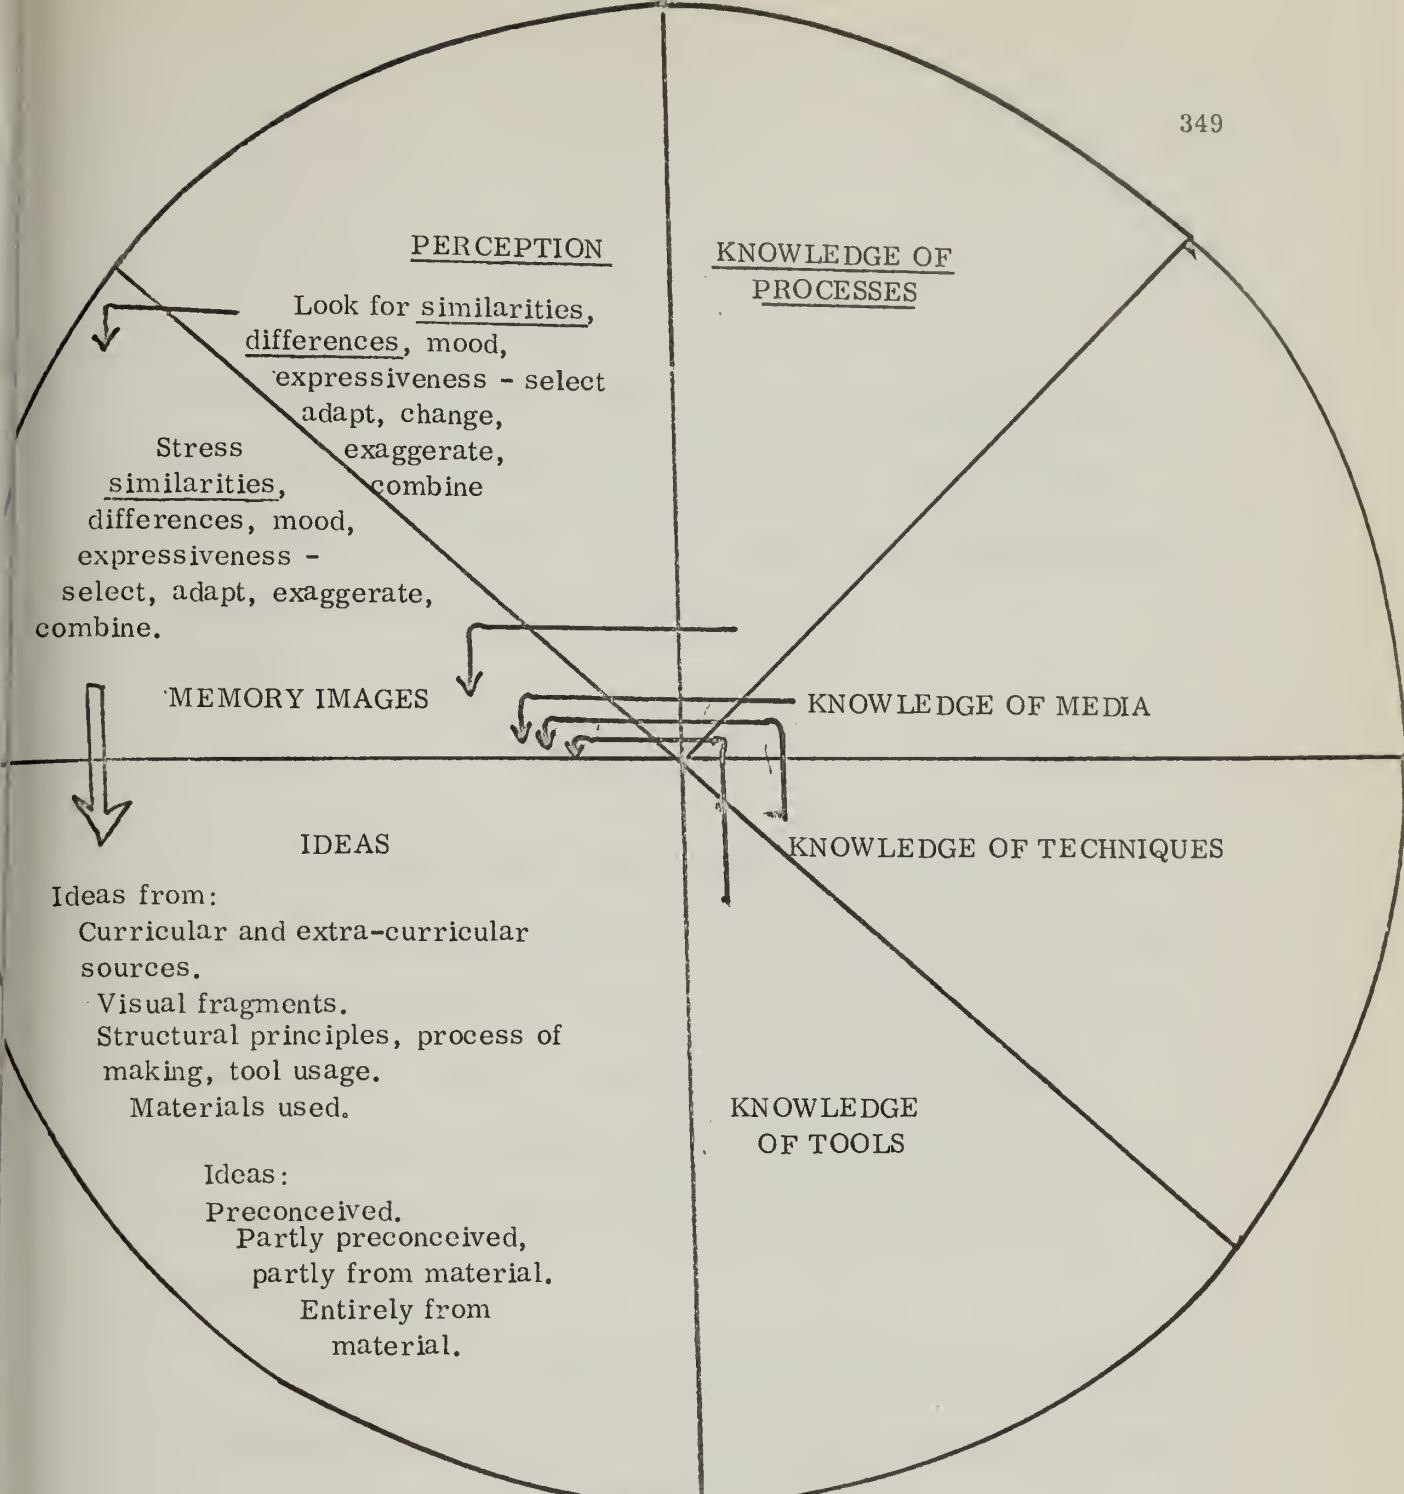 349
PERCEPTION
Look for similarities,
differences, mood,
expressiveness - select
adapt, change,
exaggerate,
combine
KNOWLEDGE OF
PROCESSES
Stress
similarities,
differences, mood,
expressiveness -
select, adapt, exaggerate,
combine.
MEMORY IMAGES
KNOWLEDGE OF MEDIA
IDEAS
Ideas from:
Curricular and extra-curricular
sources.
Visual fragments.
Structural principles, process of
making, tool usage.
Materials used.
Ideas:
Preconceived.
Partly preconceived,
partly from material.
Entirely from
material.
KNOWLEDGE OF TECHNIQUES
KNOWLEDGE
OF TOOLS